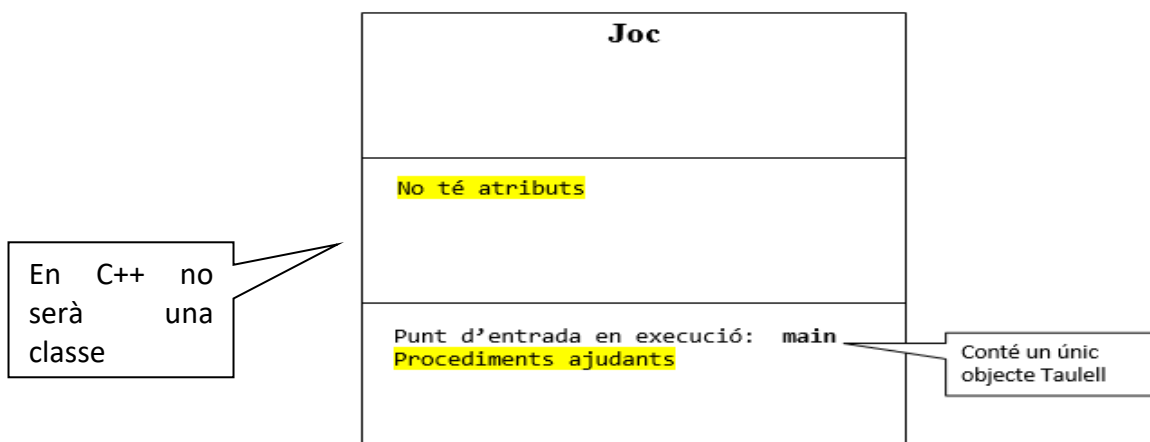 Joc
No té atributs
En C++ no
serà una
classe
Punt d’entrada en execució: main
Procediments ajudants
Conté un únic
objecte Taulell